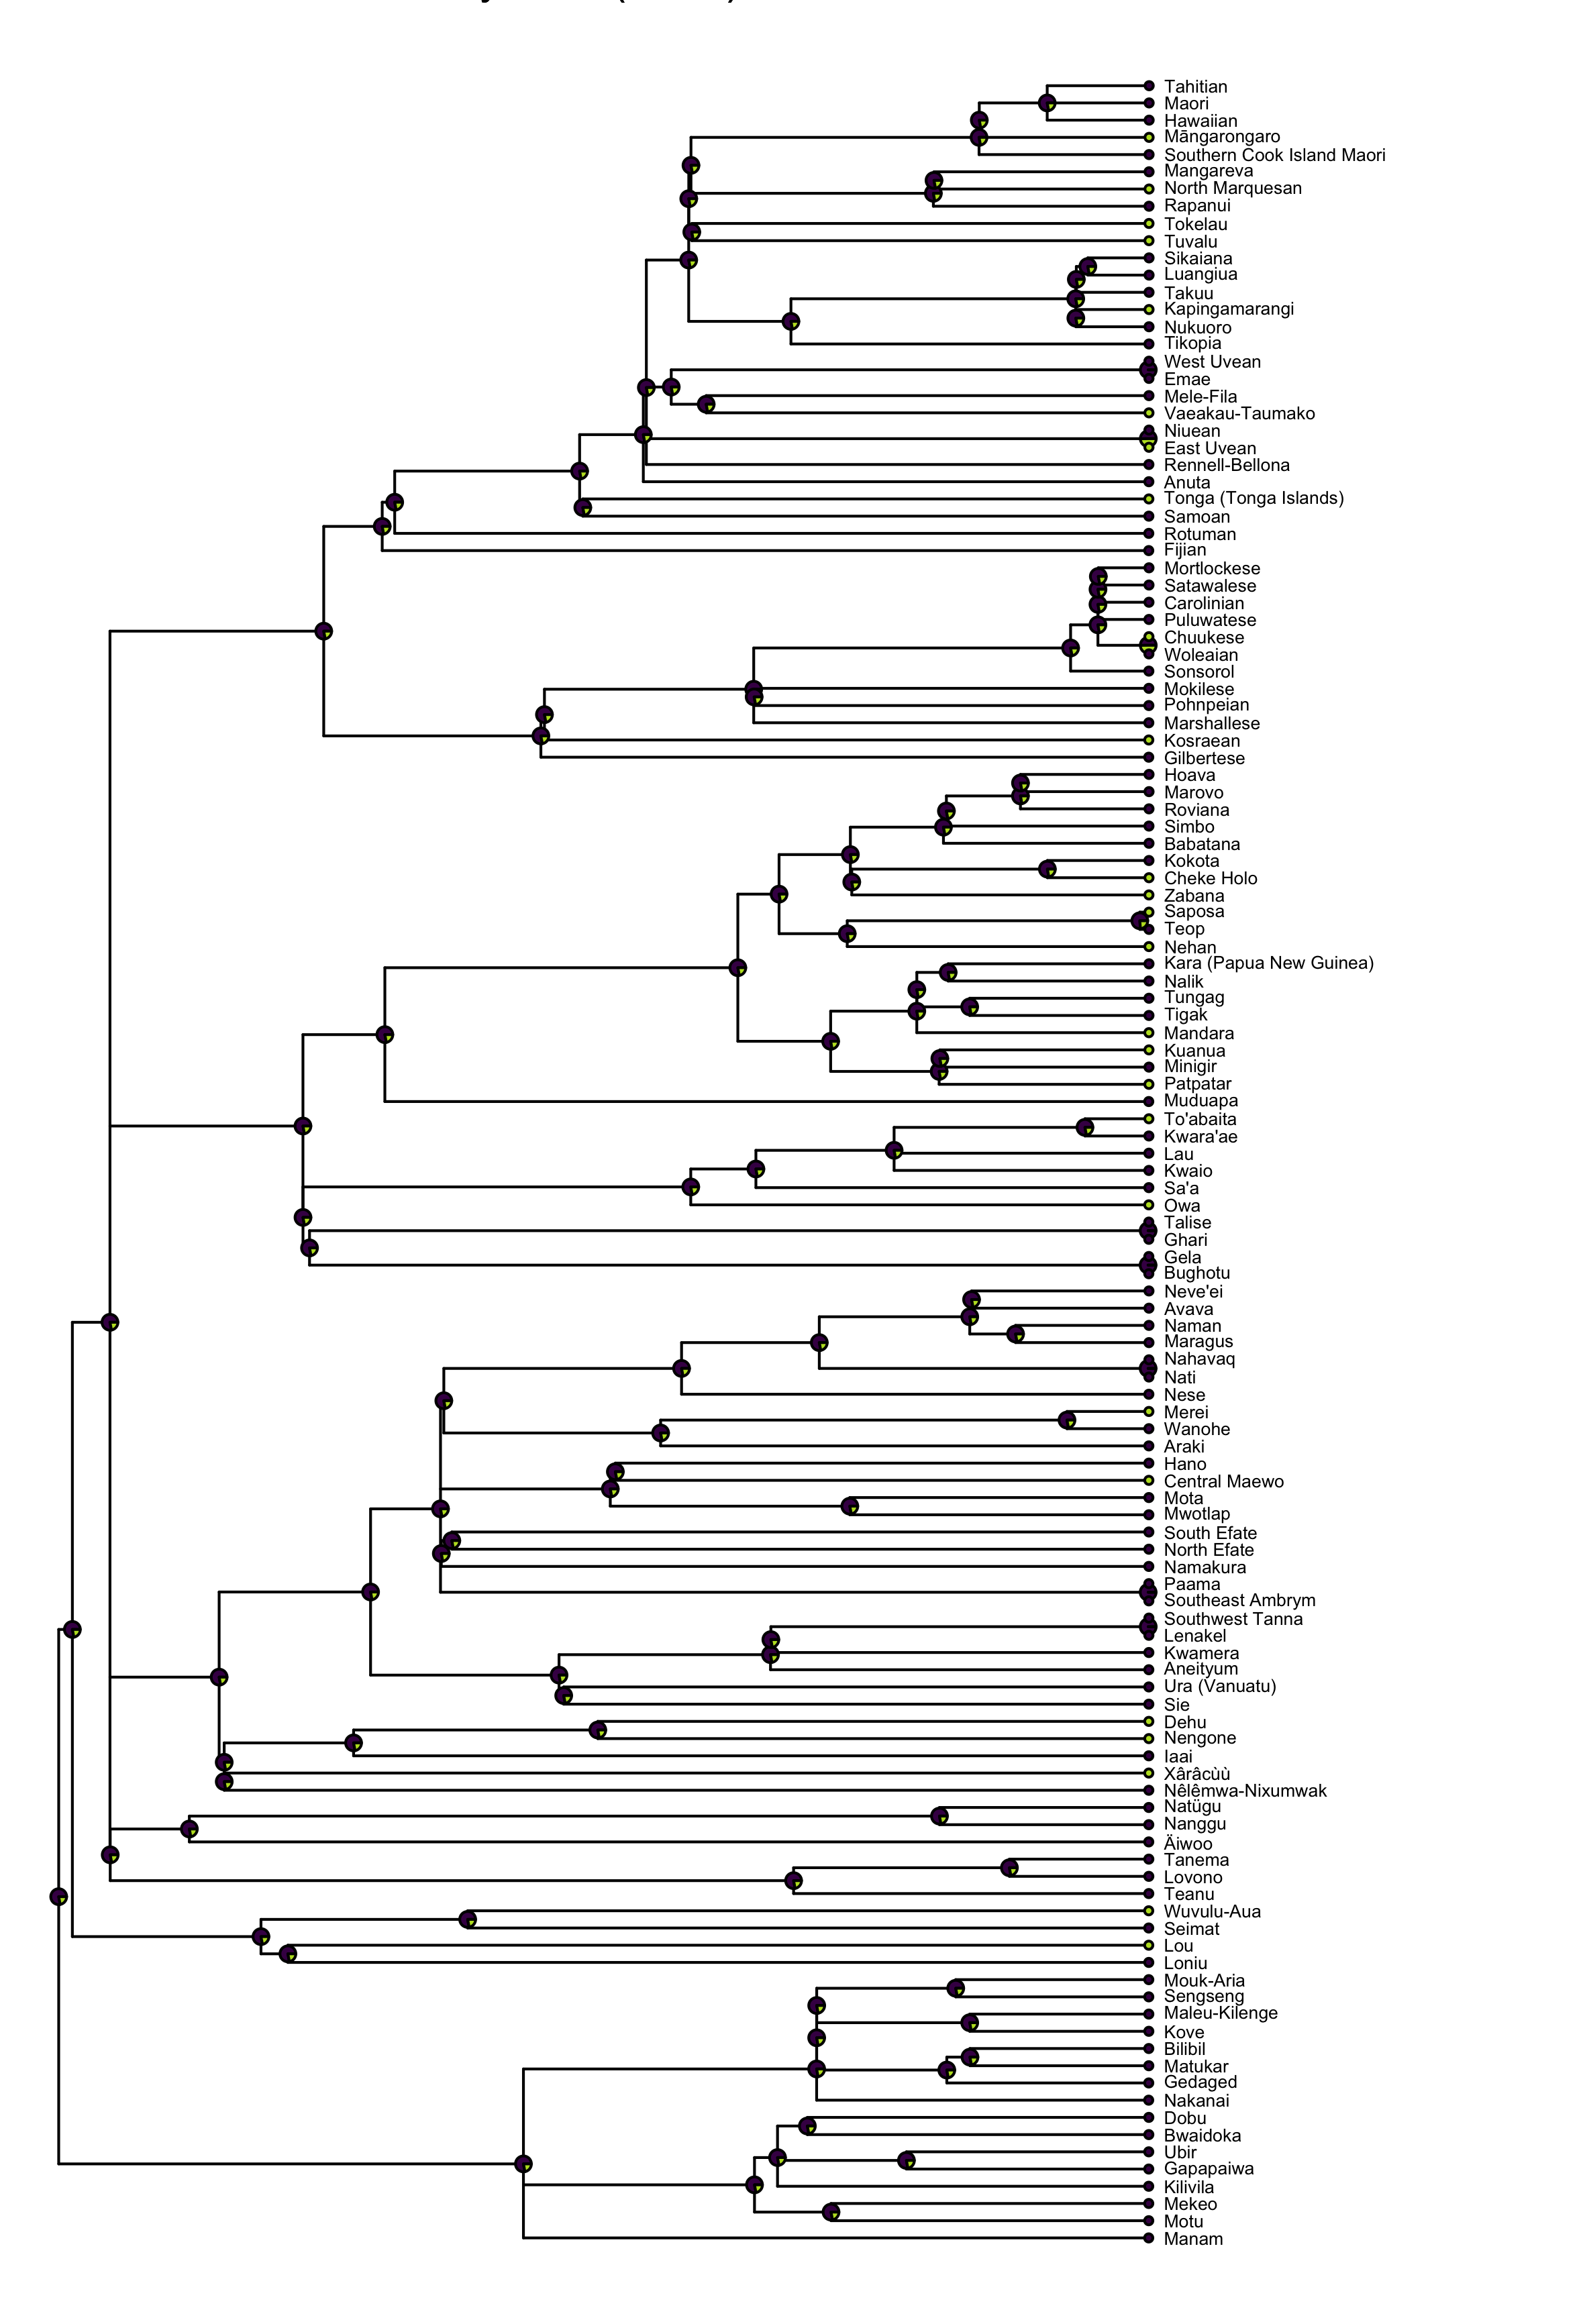 Tahitian
Maori
Hawaiian
Māngarongaro
Southern Cook Island Maori
Mangareva
North Marquesan
Rapanui
Tokelau
Tuvalu
Sikaiana
Luangiua
Takuu
Kapingamarangi
Nukuoro
Tikopia
West Uvean
Emae
Mele-Fila
Vaeakau-Taumako
Niuean
East Uvean
Rennell-Bellona
Anuta
Tonga (Tonga Islands)
Samoan
Rotuman
Fijian
Mortlockese
Satawalese
Carolinian
Puluwatese
Chuukese
Woleaian
Sonsorol
Mokilese
Pohnpeian
Marshallese
Kosraean
Gilbertese
Hoava
Marovo
Roviana
Simbo
Babatana
Kokota
Cheke Holo
Zabana
Saposa
Teop
Nehan
Kara (Papua New Guinea)
Nalik
Tungag
Tigak
Mandara
Kuanua
Minigir
Patpatar
Muduapa
To'abaita
Kwara'ae
Lau
Kwaio
Sa'a
Owa
Talise
Ghari
Gela
Bughotu
Neve'ei
Avava
Naman
Maragus
Nahavaq
Nati
Nese
Merei
Wanohe
Araki
Hano
Central Maewo
Mota
Mwotlap
South Efate
North Efate
Namakura
Paama
Southeast Ambrym
Southwest Tanna
Lenakel
Kwamera
Aneityum
Ura (Vanuatu)
Sie
Dehu
Nengone
Iaai
Xârâcùù
Nêlêmwa-Nixumwak
Natügu
Nanggu
Äiwoo
Tanema
Lovono
Teanu
Wuvulu-Aua
Seimat
Lou
Loniu
Mouk-Aria
Sengseng
Maleu-Kilenge
Kove
Bilibil
Matukar
Gedaged
Nakanai
Dobu
Bwaidoka
Ubir
Gapapaiwa
Kilivila
Mekeo
Motu
Manam